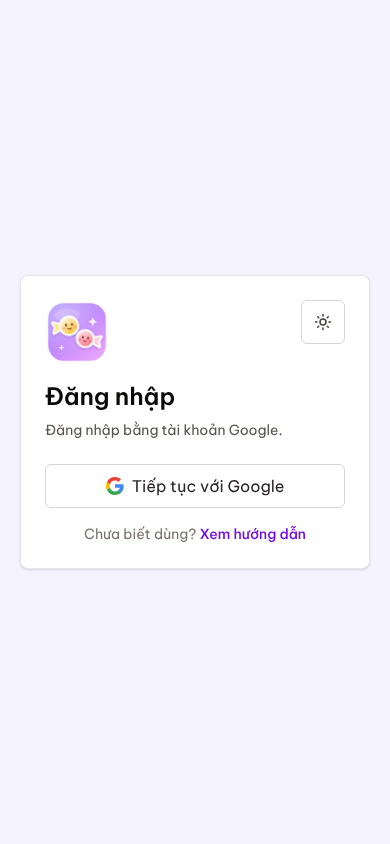 Đăng nhập
Đăng nhập bằng tài khoản Google.
Tiếp tục với Google
Chưa biết dùng? Xem hướng dẫn